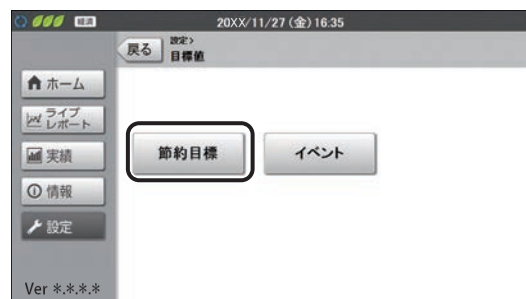 経済
20XX/11/27(金)16:35
戻る
設定>
目標値
ホーム
ライブ
レポート
実績
情報
設定
節約目標
イベント
Ver *.*.*.*